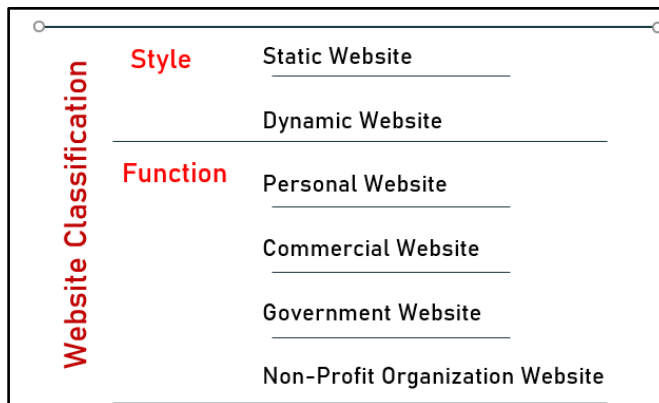 Website Classification
Style
Static Website
Dynamic Website
Function
Personal Website
Commercial Website
Government Website
Non-Profit Organization Website